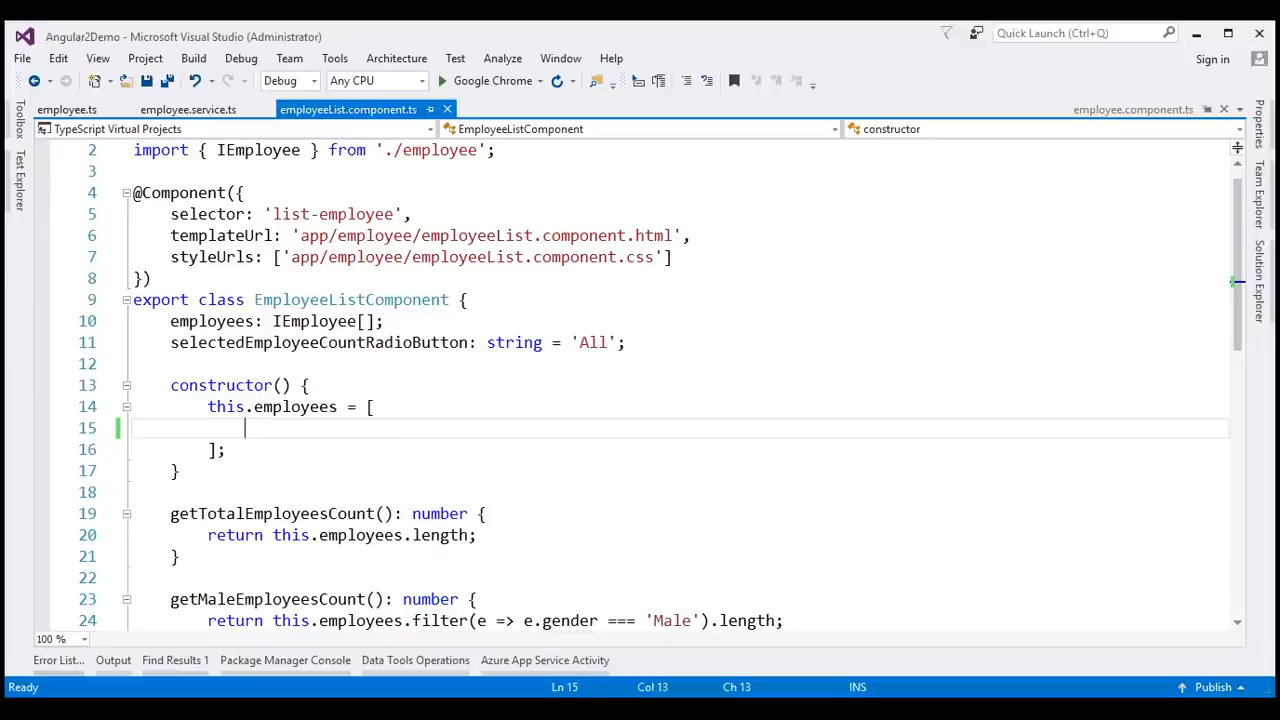 Angular2Demo - Microsoft Visual Studio (Administrator)
Quick Launch (Ctrl+Q)
File Edit View Project Build Debug Team Test Tools Architecture Analyze Window Help
Sign in
Debug Any CPU Google Chrome
employee.ts employee.service.ts employeeList.component.ts employee.component.ts
TypeScript Virtual Projects EmployeeListComponent constructor
Toolbox
Test Explorer
Properties
Team Explorer
Solution Explorer
2 import { IEmployee } from './employee';
3
4 @Component({
5 selector: 'list-employee',
6 templateUrl: 'app/employee/employeeList.component.html',
7 styleUrls: ['app/employee/employeeList.component.css']
8 })
9 export class EmployeeListComponent {
10 employees: IEmployee[];
11 selectedEmployeeCountRadioButton: string = 'All';
12
13 constructor() {
14 this.employees = [
15
16 ];
17 }
18
19 getTotalEmployeesCount(): number {
20 return this.employees.length;
21 }
22
23 getMaleEmployeesCount(): number {
24 return this.employees.filter(e => e.gender === 'Male').length;
100 %
Error List... Output Find Results 1 Package Manager Console Data Tools Operations Azure App Service Activity
Ready Ln 15 Col 13 Ch 13 INS Publish